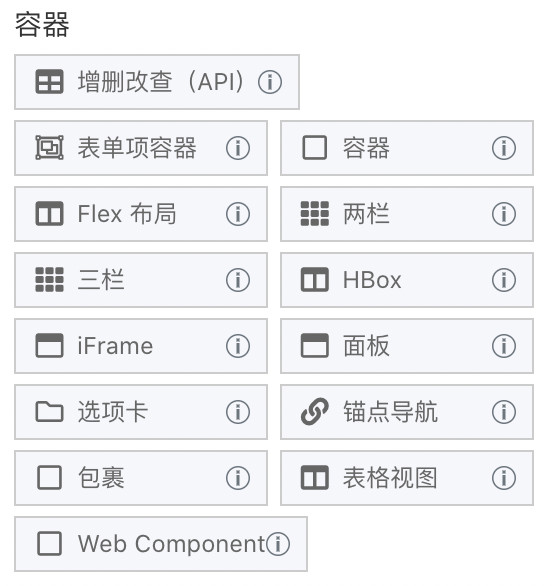 容器
增删改查（API）
表单项容器 容器
Flex 布局 两栏
三栏 HBox
iFrame 面板
选项卡 锚点导航
包裹 表格视图
Web Component